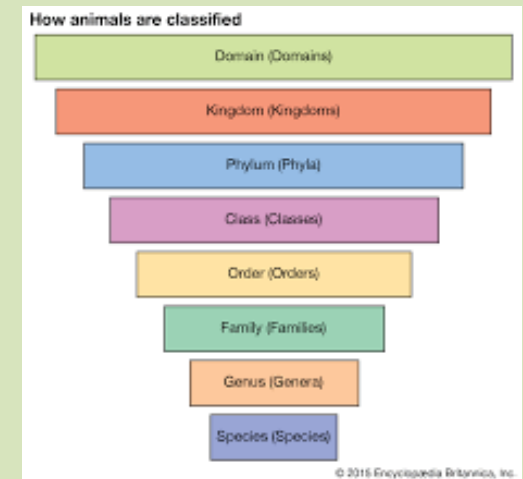 How animals are classified
Domain (Domains)
Kingdom (Kingdoms)
Phylum (Phyla)
Class (Classes)
Order (Orders)
Family (Families)
Genus (Genera)
Species (Species)
© 2015 Encyclopædia Britannica, Inc.